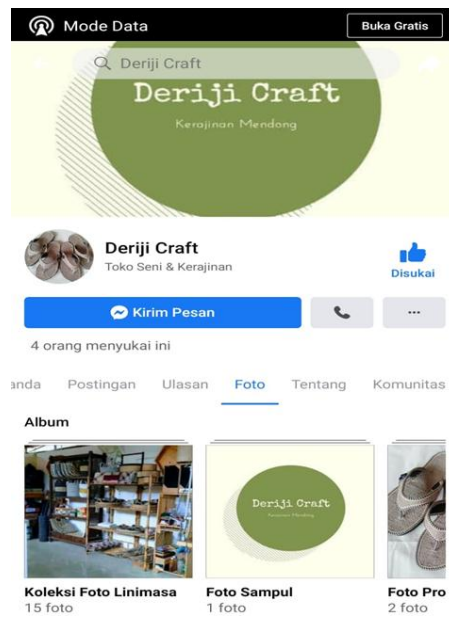 Mode Data
Buka Gratis
Deriji Craft
Deriji Craft
Kerajinan Mendong
Deriji Craft
Toko Seni & Kerajinan
Disukai
Kirim Pesan
4 orang menyukai ini
anda Postingan Ulasan Foto Tentang Komunitas
Album
Deriji Craft
Kerajinan Mendong
Koleksi Foto Linimasa
15 foto
Foto Sampul
1 foto
Foto Pro
2 foto